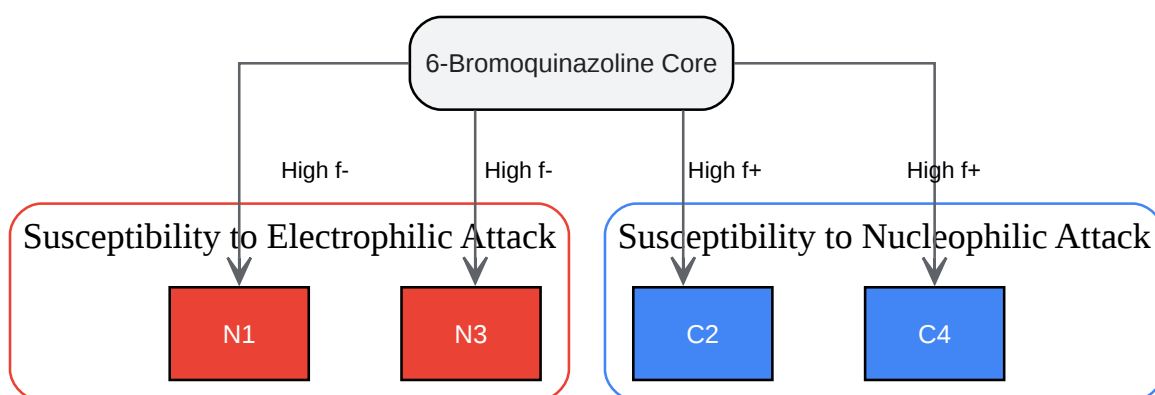 6-Bromoquinazoline Core
High f-
High f-
High f+
High f+
Susceptibility to Electrophilic Attack
Susceptibility to Nucleophilic Attack
N1
N3
C2
C4